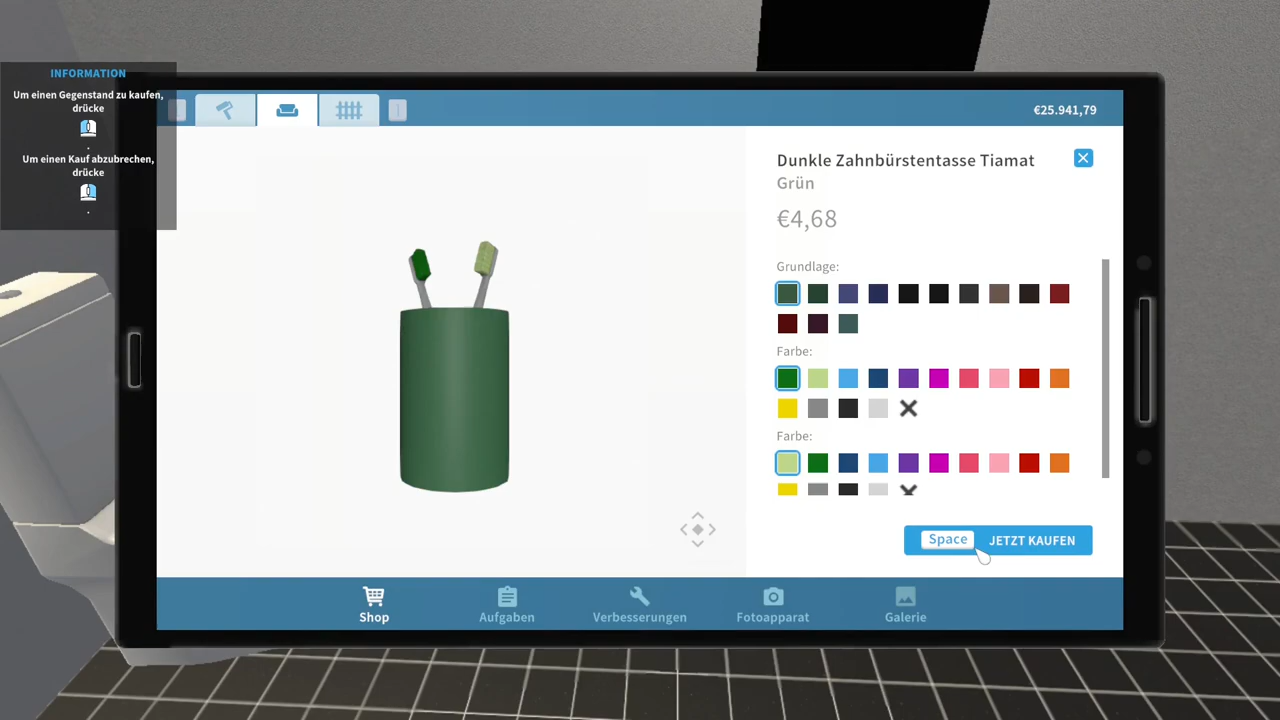 INFORMATION
Um einen Gegenstand zu kaufen,
drücke
.
Um einen Kauf abzubrechen,
drücke
.
€25.941,79
Dunkle Zahnbürstentasse Tiamat
Grün
€4,68
Grundlage:
Farbe:
Farbe:
Space JETZT KAUFEN
Shop
Aufgaben
Verbesserungen
Fotoapparat
Galerie